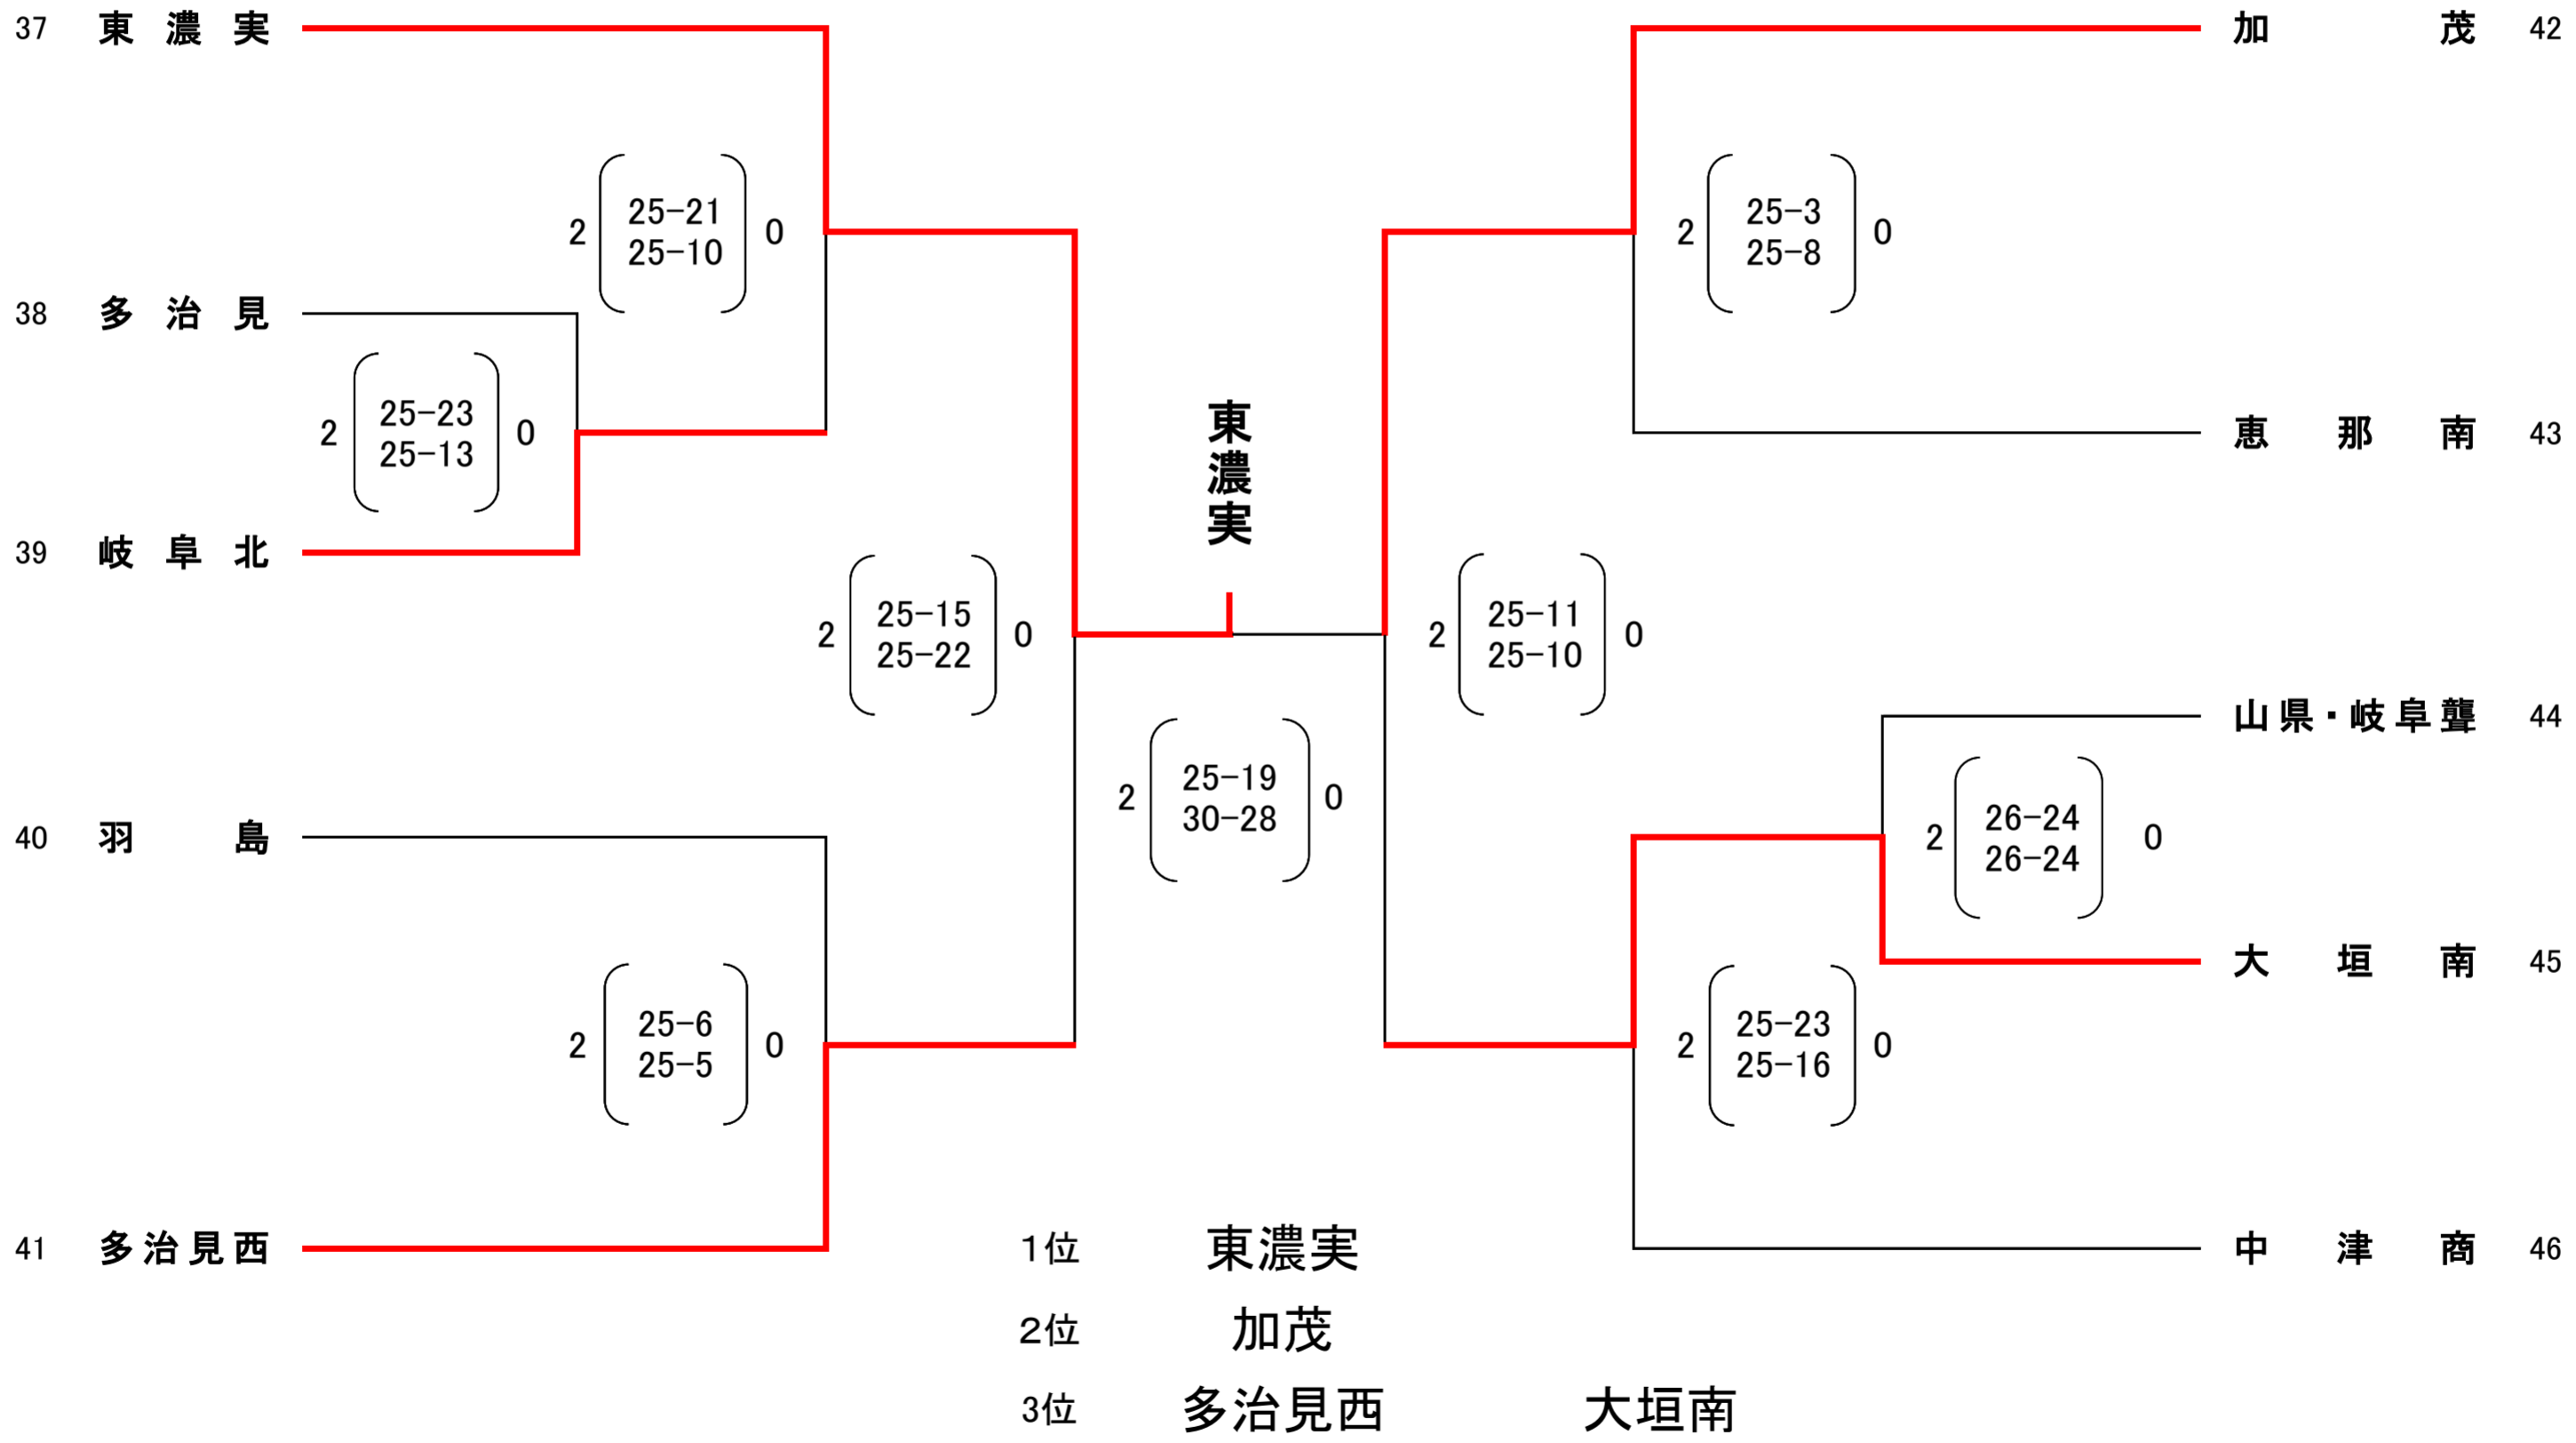 37 東濃実
加茂 42
2 25-21 0
25-10
2 25-3 0
25-8
38 多治見
2 25-23 0
25-13
東濃実
恵那南 43
39 岐阜北
2 25-15 0
25-22
2 25-11 0
25-10
山県・岐阜聾 44
2 25-19 0
30-28
40 羽島
2 26-24 0
26-24
大垣南 45
2 25-6 0
25-5
2 25-23 0
25-16
41 多治見西
中津商 46
1位 東濃実
2位 加茂
3位 多治見西 大垣南